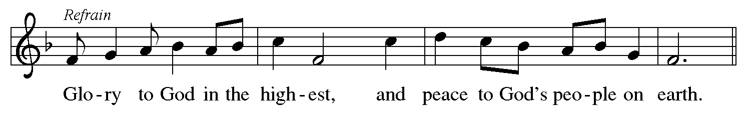 Refrain
Glo-ry to God in the high-est, and peace to God's peo-ple on earth.